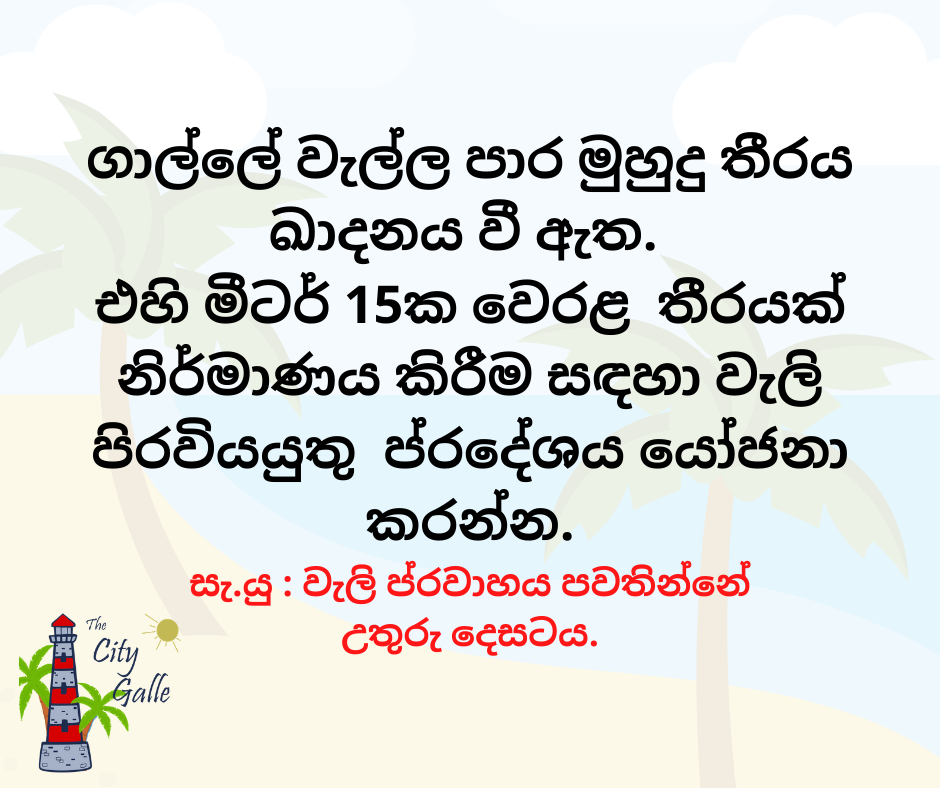 ගාල්ලේ වැල්ල පාර මුහුදු තීරය
ඛාදනය වී ඇත.
එහි මීටර් 15ක වෙරළ තීරයක්
නිර්මාණය කිරීම සඳහා වැලි
පිරවියයුතු ප්රදේශය යෝජනා
කරන්න.
සැ.යු : වැලි ප්රවාහය පවතින්නේ
උතුරු දෙසටය.
The
City
Galle